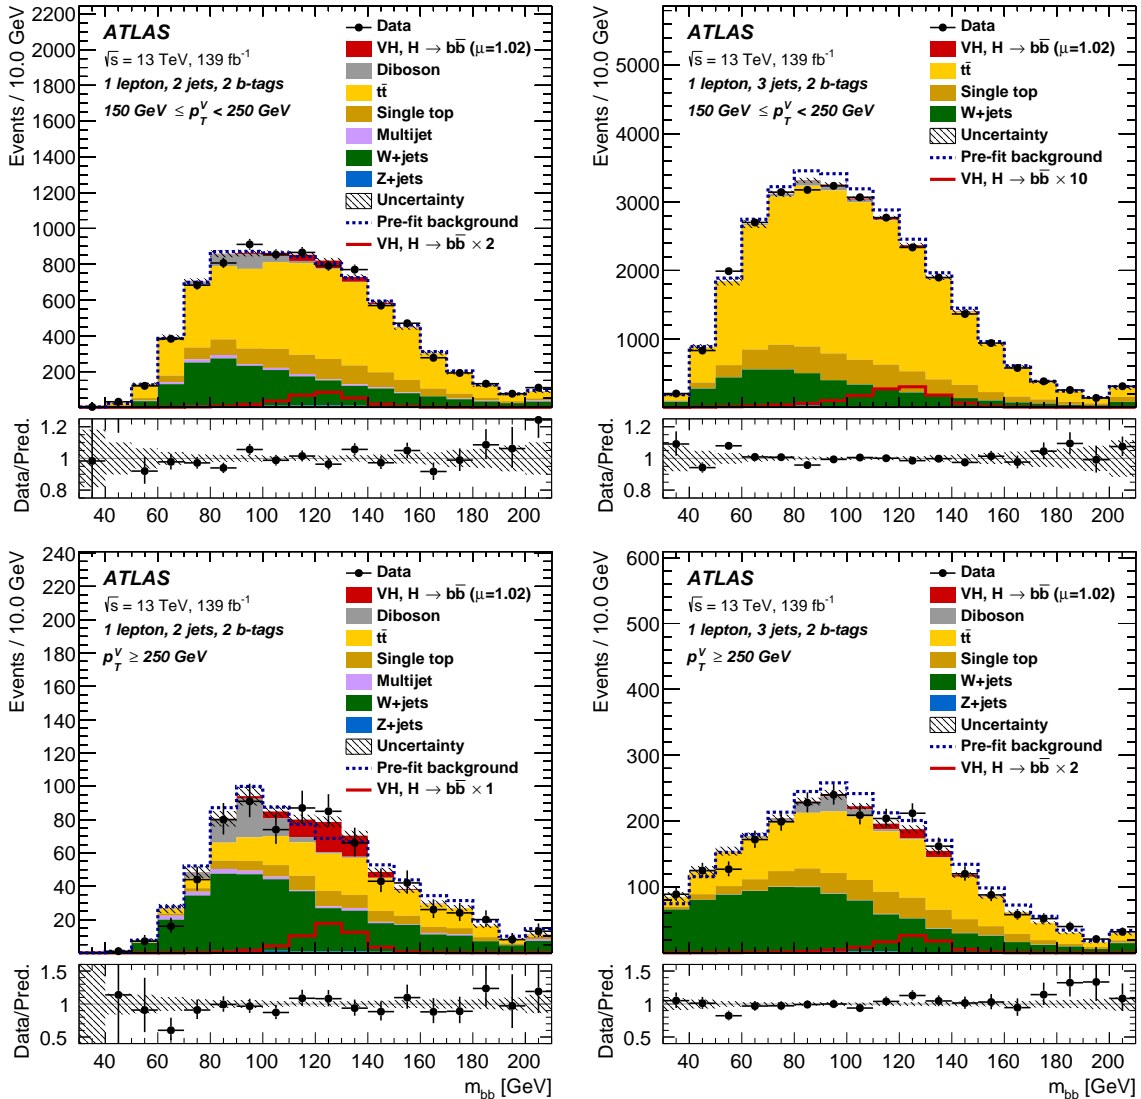 Events / 10.0 GeV
2200
2000
1800
1600
1400
1200
1000
800
600
400
200
ATLAS
√s = 13 TeV, 139 fb⁻¹
1 lepton, 2 jets, 2 b-tags
150 GeV ≤ p_T^V < 250 GeV
Data
VH, H → bb̅ (μ=1.02)
Diboson
tt̅
Single top
Multijet
W+jets
Z+jets
Uncertainty
Pre-fit background
VH, H → bb̅ × 2
Data/Pred.
1.2
1
0.8
40 60 80 100 120 140 160 180 200
Events / 10.0 GeV
5000
4000
3000
2000
1000
ATLAS
√s = 13 TeV, 139 fb⁻¹
1 lepton, 3 jets, 2 b-tags
150 GeV ≤ p_T^V < 250 GeV
Data
VH, H → bb̅ (μ=1.02)
Diboson
tt̅
Single top
W+jets
Uncertainty
Pre-fit background
VH, H → bb̅ × 10
Data/Pred.
1.2
1
0.8
40 60 80 100 120 140 160 180 200
Events / 10.0 GeV
240
220
200
180
160
140
120
100
80
60
40
20
ATLAS
√s = 13 TeV, 139 fb⁻¹
1 lepton, 2 jets, 2 b-tags
p_T^V ≥ 250 GeV
Data
VH, H → bb̅ (μ=1.02)
Diboson
tt̅
Single top
Multijet
W+jets
Z+jets
Uncertainty
Pre-fit background
VH, H → bb̅ × 1
Data/Pred.
1.5
1
0.5
40 60 80 100 120 140 160 180 200
m_bb [GeV]
Events / 10.0 GeV
600
500
400
300
200
100
ATLAS
√s = 13 TeV, 139 fb⁻¹
1 lepton, 3 jets, 2 b-tags
p_T^V ≥ 250 GeV
Data
VH, H → bb̅ (μ=1.02)
Diboson
tt̅
Single top
W+jets
Z+jets
Uncertainty
Pre-fit background
VH, H → bb̅ × 2
Data/Pred.
1.5
1
0.5
40 60 80 100 120 140 160 180 200
m_bb [GeV]